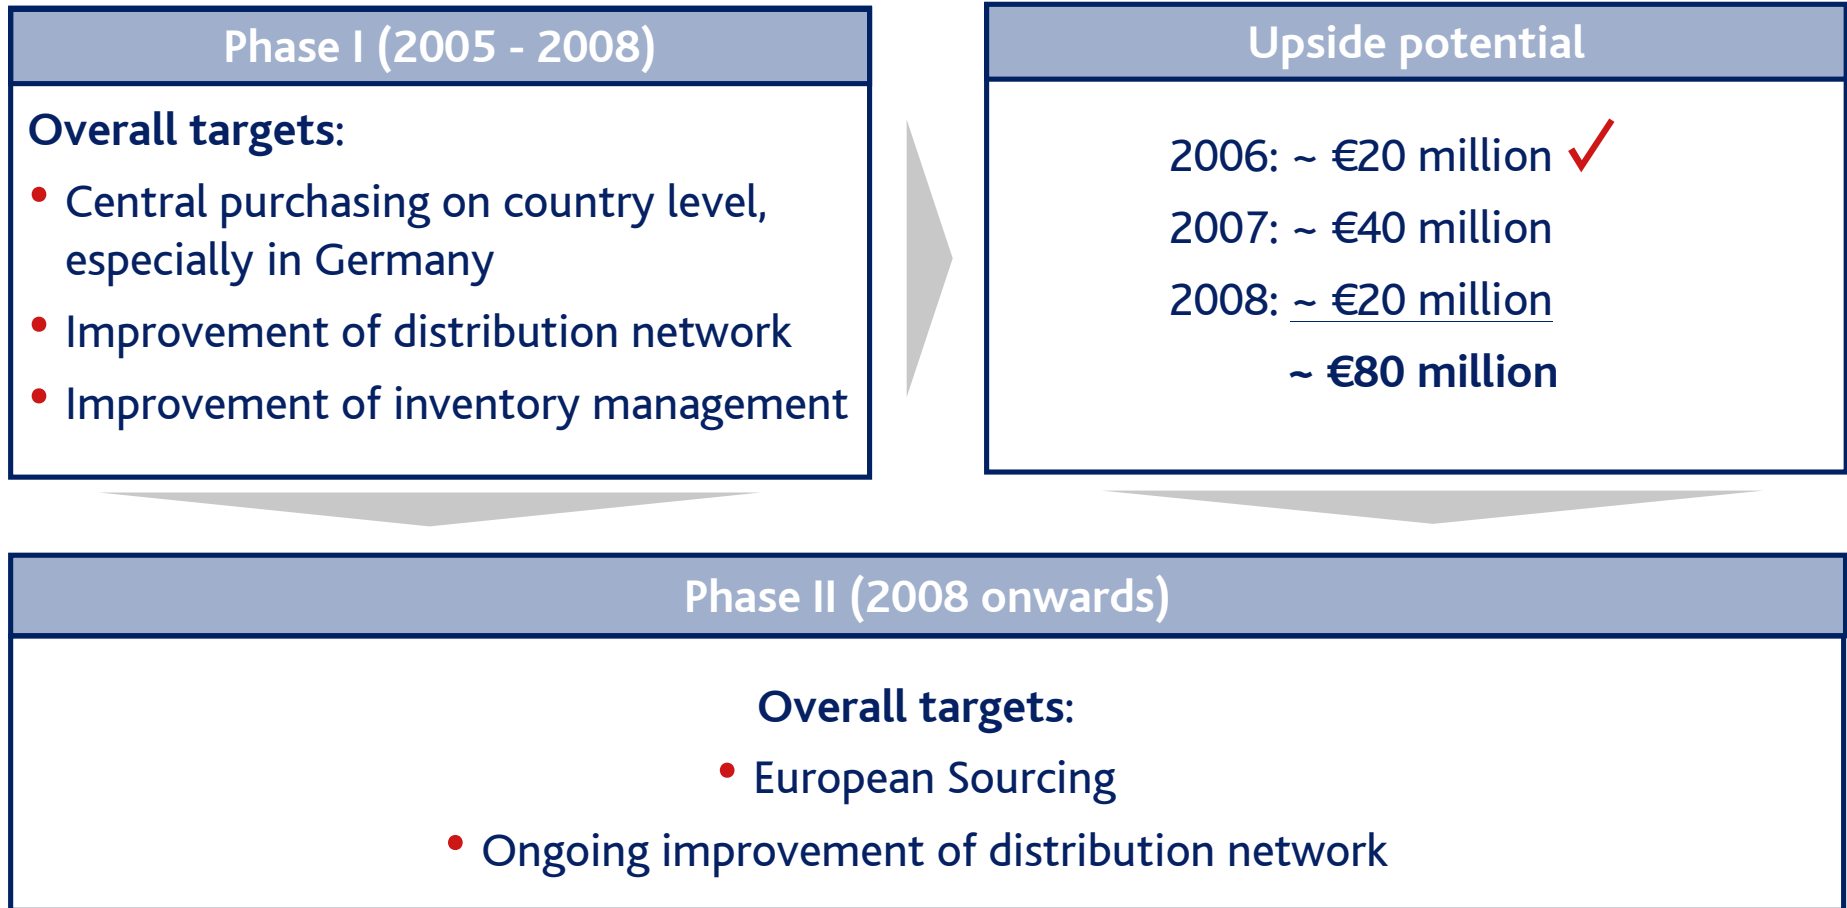 Phase I (2005 - 2008)
Overall targets:
• Central purchasing on country level,
especially in Germany
• Improvement of distribution network
• Improvement of inventory management
Upside potential
2006: ~ €20 million ✓
2007: ~ €40 million
2008: ~ €20 million
~ €80 million
Phase II (2008 onwards)
Overall targets:
• European Sourcing
• Ongoing improvement of distribution network